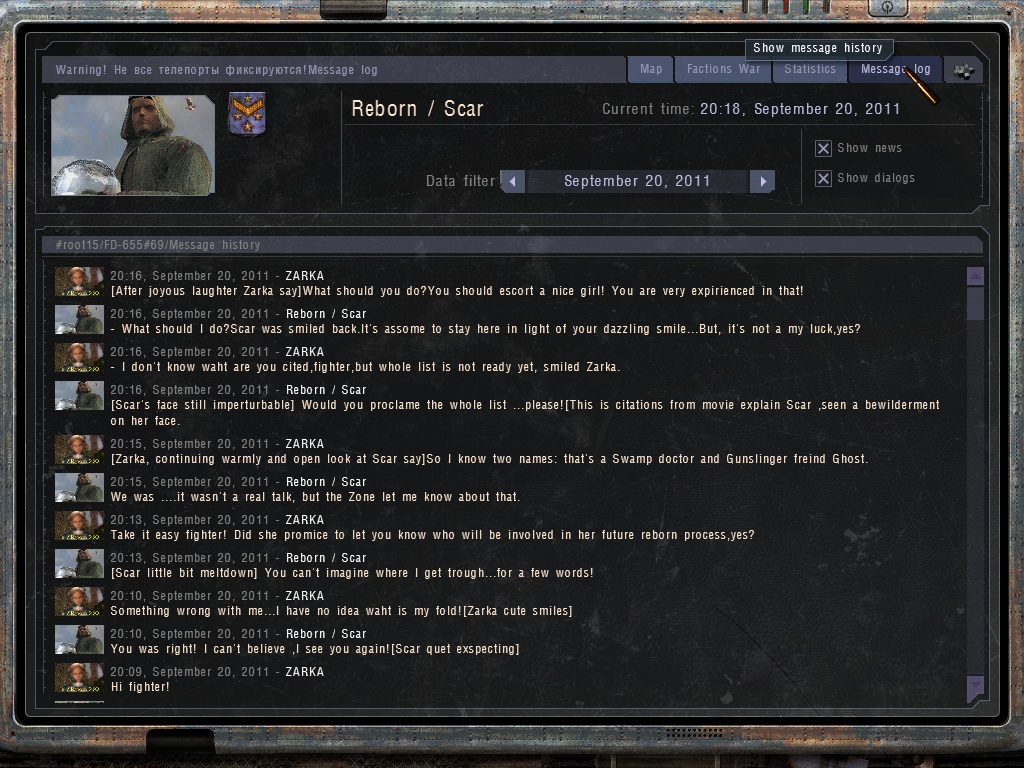 Show message history
Warning! Не все телепорты фиксируются!Message log
Map
Factions War
Statistics
Message log
Reborn / Scar
Current time: 20:18, September 20, 2011
Show news
Data filter
September 20, 2011
Show dialogs
#root15/FD-655#69/Message history
20:16, September 20, 2011 - ZARKA
[After joyous laughter Zarka say]What should you do?You should escort a nice girl! You are very expirienced in that!
20:16, September 20, 2011 - Reborn / Scar
- What should I do?Scar was smiled back.It's assome to stay here in light of your dazzling smile...But, it's not a my luck,yes?
20:16, September 20, 2011 - ZARKA
- I don't know waht are you cited,fighter,but whole list is not ready yet, smiled Zarka.
20:16, September 20, 2011 - Reborn / Scar
[Scar's face still imperturbable] Would you proclame the whole list ...please![This is citations from movie explain Scar ,seen a bewilderment
on her face.
20:15, September 20, 2011 - ZARKA
[Zarka, continuing warmly and open look at Scar say]So I know two names: that's a Swamp doctor and Gunslinger freind Ghost.
20:15, September 20, 2011 - Reborn / Scar
We was ....it wasn't a real talk, but the Zone let me know about that.
20:13, September 20, 2011 - ZARKA
Take it easy fighter! Did she promice to let you know who will be involved in her future reborn process,yes?
20:13, September 20, 2011 - Reborn / Scar
[Scar little bit meltdown] You can't imagine where I get trough...for a few words!
20:10, September 20, 2011 - ZARKA
Something wrong with me...I have no idea waht is my fold![Zarka cute smiles]
20:10, September 20, 2011 - Reborn / Scar
You was right! I can't believe ,I see you again![Scar quet exspecting]
20:09, September 20, 2011 - ZARKA
Hi fighter!